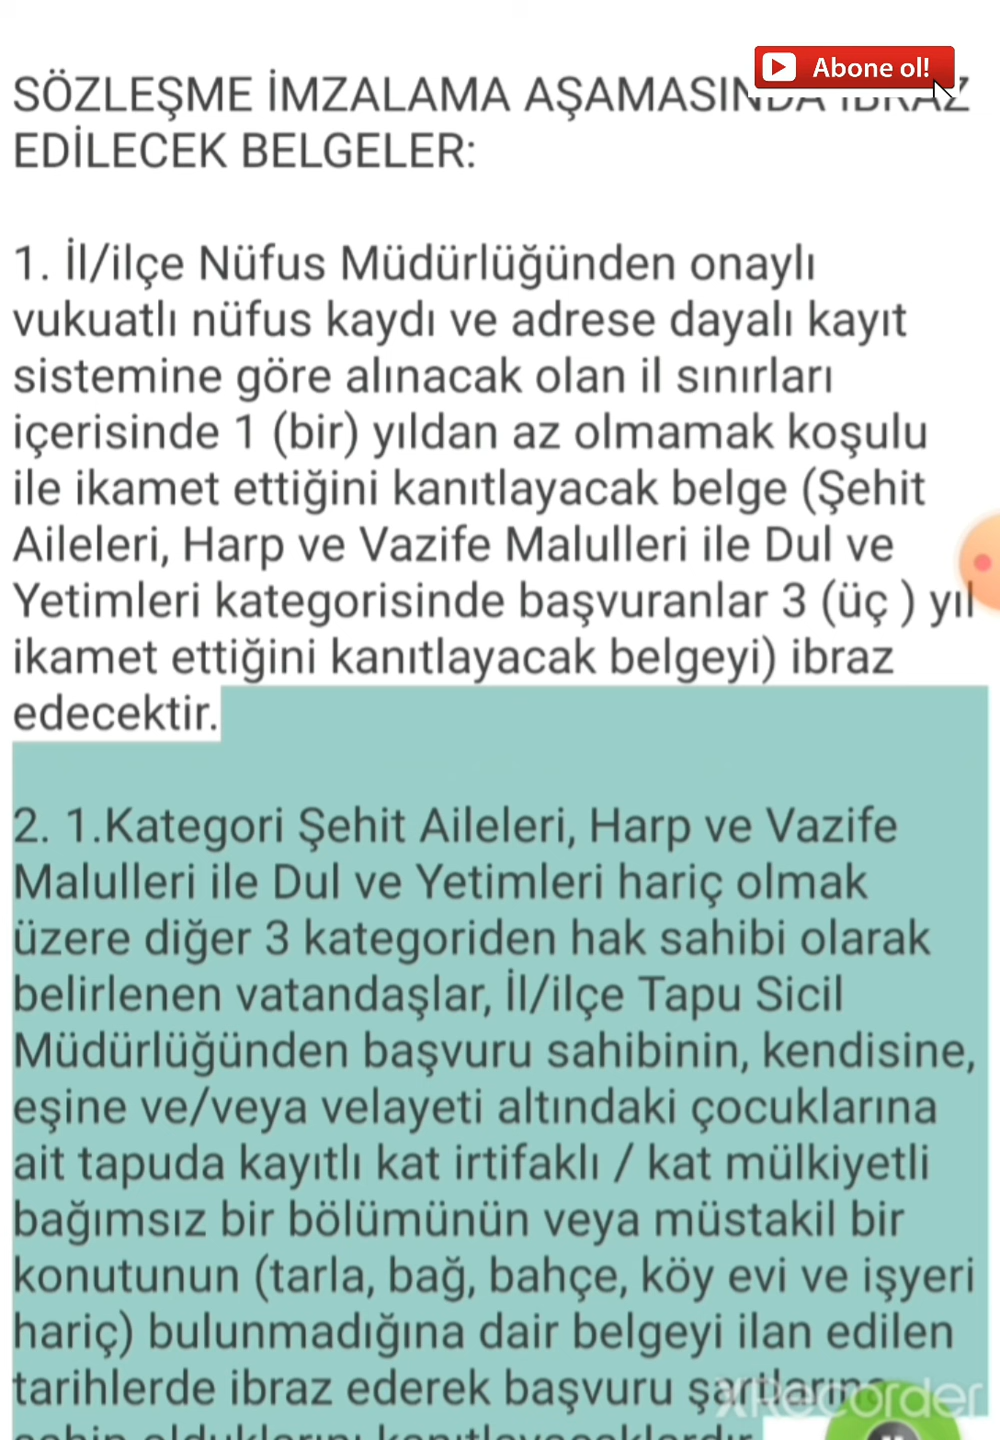 Abone ol!
SÖZLEŞME İMZALAMA AŞAMASINDA İBRAZ
EDİLECEK BELGELER:
1. İl/ilçe Nüfus Müdürlüğünden onaylı
vukuatlı nüfus kaydı ve adrese dayalı kayıt
sistemine göre alınacak olan il sınırları
içerisinde 1 (bir) yıldan az olmamak koşulu
ile ikamet ettiğini kanıtlayacak belge (Şehit
Aileleri, Harp ve Vazife Malulleri ile Dul ve
Yetimleri kategorisinde başvuranlar 3 (üç ) yıl
ikamet ettiğini kanıtlayacak belgeyi) ibraz
edecektir.
2. 1.Kategori Şehit Aileleri, Harp ve Vazife
Malulleri ile Dul ve Yetimleri hariç olmak
üzere diğer 3 kategoriden hak sahibi olarak
belirlenen vatandaşlar, İl/ilçe Tapu Sicil
Müdürlüğünden başvuru sahibinin, kendisine,
eşine ve/veya velayeti altındaki çocuklarına
ait tapuda kayıtlı kat irtifaklı / kat mülkiyetli
bağımsız bir bölümünün veya müstakil bir
konutunun (tarla, bağ, bahçe, köy evi ve işyeri
hariç) bulunmadığına dair belgeyi ilan edilen
tarihlerde ibraz ederek başvuru şartlarına
XRecorder